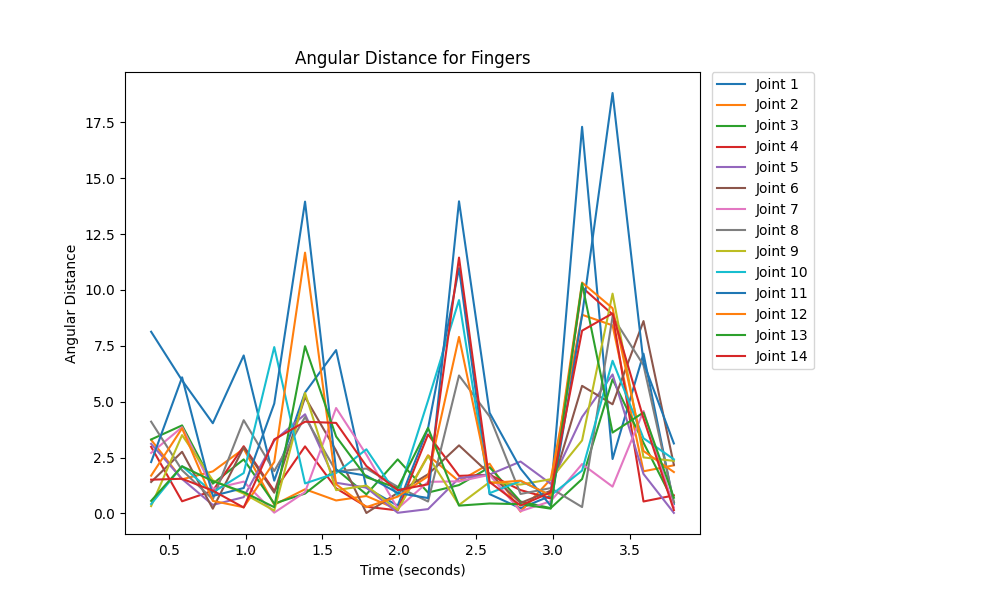 Angular Distance for Fingers
Angular Distance
17.5
15.0
12.5
10.0
7.5
5.0
2.5
0.0
0.5
1.0
1.5
2.0
2.5
3.0
3.5
Time (seconds)
Joint 1
Joint 2
Joint 3
Joint 4
Joint 5
Joint 6
Joint 7
Joint 8
Joint 9
Joint 10
Joint 11
Joint 12
Joint 13
Joint 14